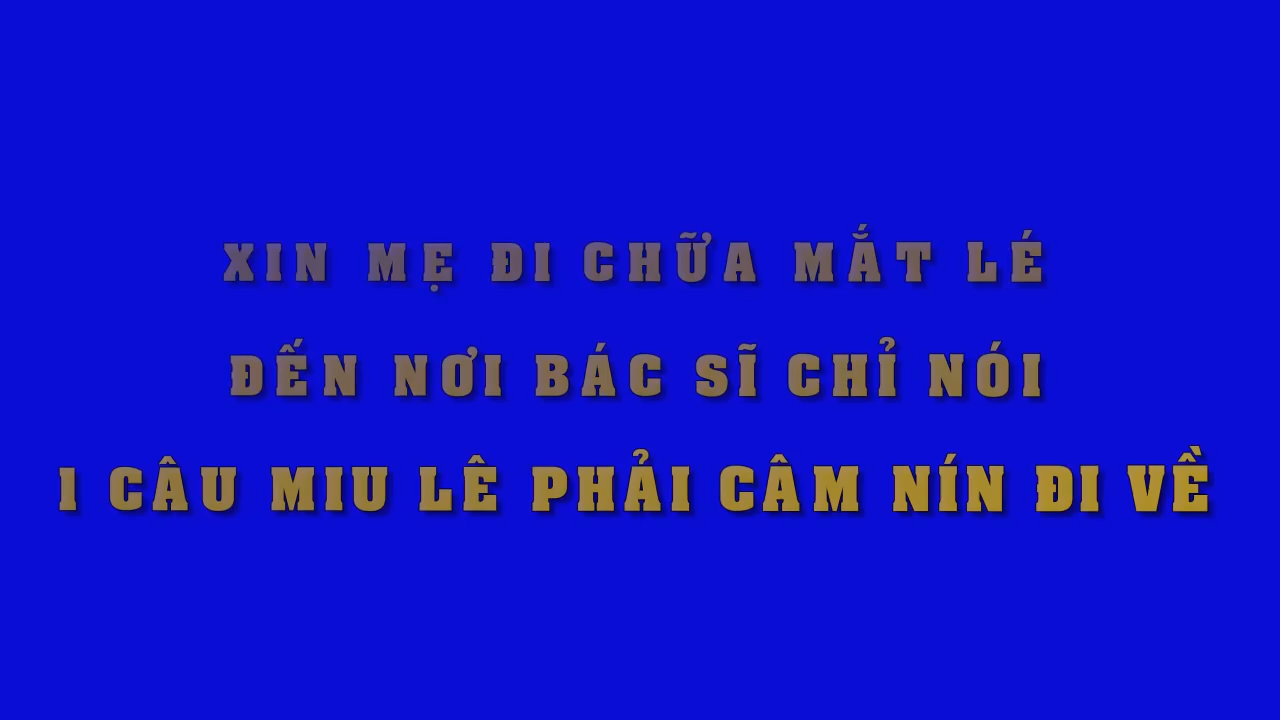 XIN MẸ ĐI CHỮA MẮT LÉ
ĐẾN NƠI BÁC SĨ CHỈ NÓI
1 CÂU MIU LÊ PHẢI CÂM NÍN ĐI VỀ